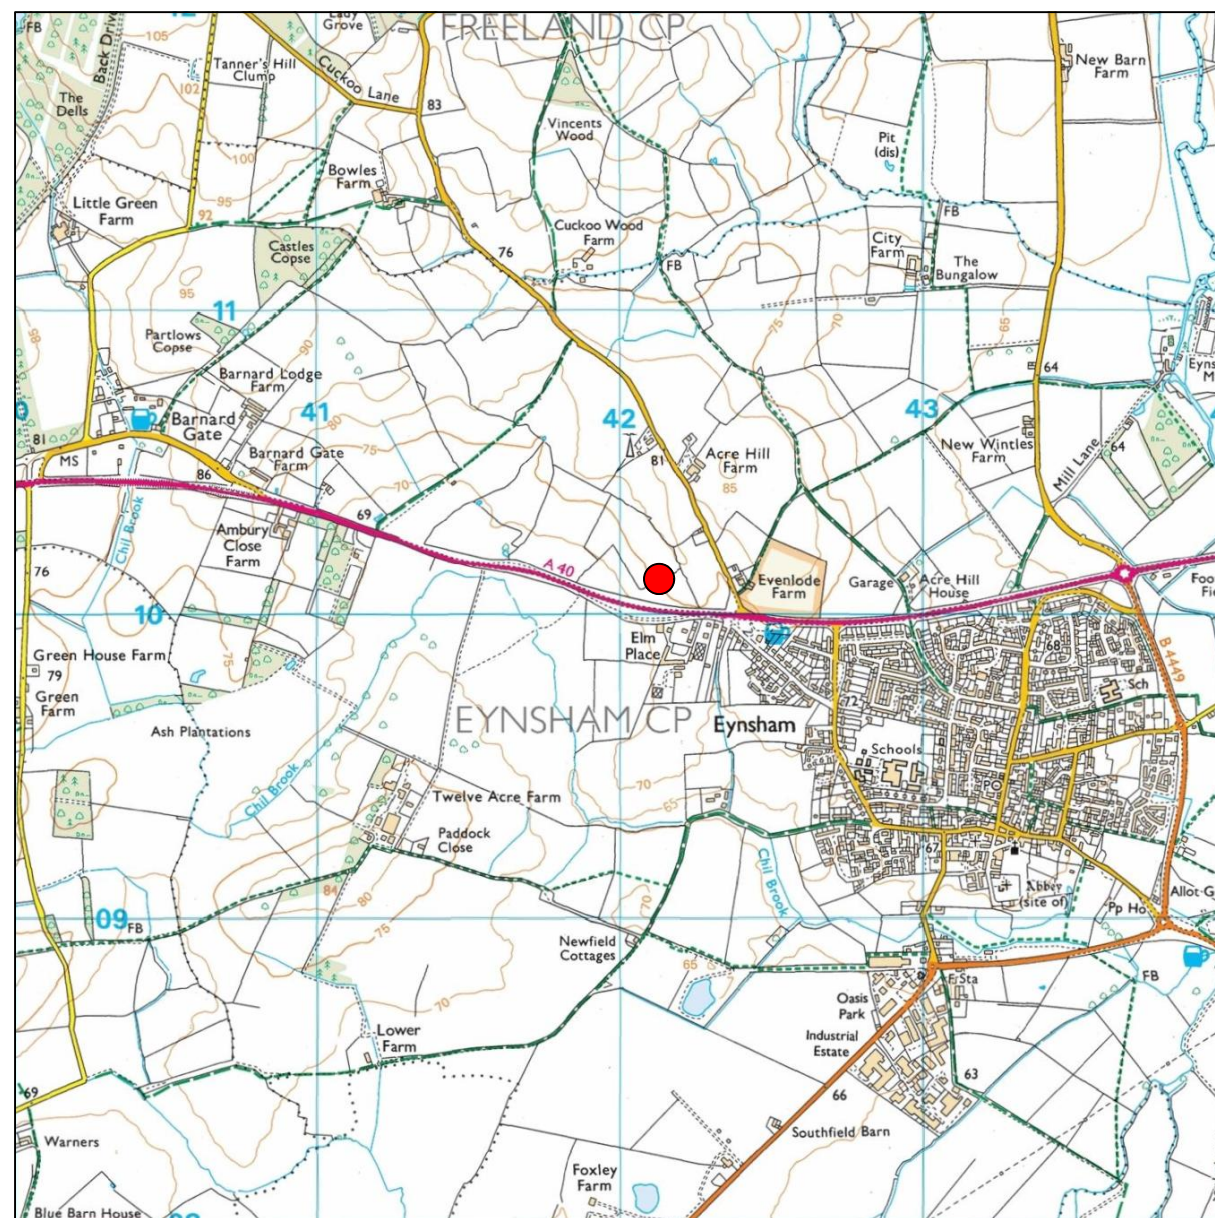 FREELAND CP
FB
Back Drive
105
Lady
Grove
Tanner's Hill
Clump
102
Cuckoo Lane
83
New Barn
Farm
The
Dells
Vincents
Wood
Pit
(dis)
100
Bowles
Farm
Little Green
Farm
95
92
FB
Cuckoo Wood
Farm
City
Farm
Castles
Copse
76
FB
The
Bungalow
95
11
75
70
65
85
Partlows
Copse
90
Barnard Lodge
Farm
64
Barnard
Gate
41
80
42
43
81
MS
Barnard Gate
Farm
75
81
Acre Hill
Farm
New Wintles
Farm
Mill Lane
64
86
70
85
69
Chil Brook
Ambury
Close
Farm
A 40
76
Evenlode
Farm
Garage
Acre Hill
House
10
Elm
Place
68
B 4449
Green House Farm
75
79
Green
Farm
72
Sch
EYNSHAM CP
Eynsham
Ash Plantations
Schools
70
65
PO
Chil Brook
Twelve Acre Farm
Paddock
Close
67
Chil Brook
Abbey
(site of)
84
80
70
09
FB
75
Allot G
Pp Ho
Newfield
Cottages
65
F Sta
FB
70
Oasis
Park
Industrial
Estate
Lower
Farm
63
69
66
Warners
Southfield Barn
Foxley
Farm
Blue Barn House